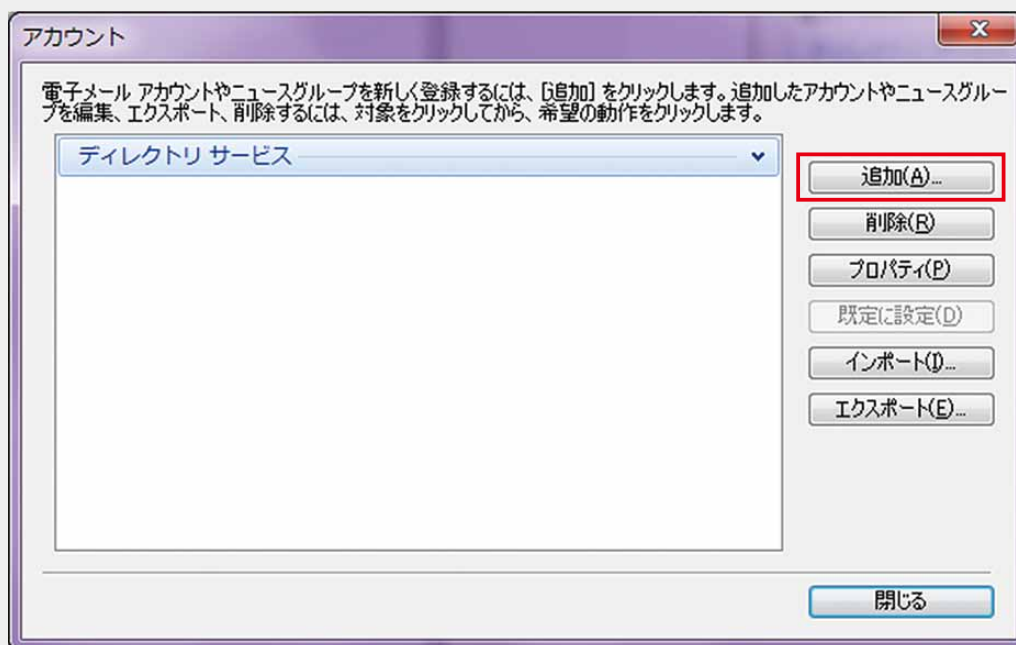 アカウント
電子メール アカウントやニュースグループを新しく登録するには、[追加] をクリックします。追加したアカウントやニュースグルー
プを編集、エクスポート、削除するには、対象をクリックしてから、希望の動作をクリックします。
ディレクトリ サービス
追加(A)...
削除(R)
プロパティ(P)
既定に設定(D)
インポート(I)...
エクスポート(E)...
閉じる